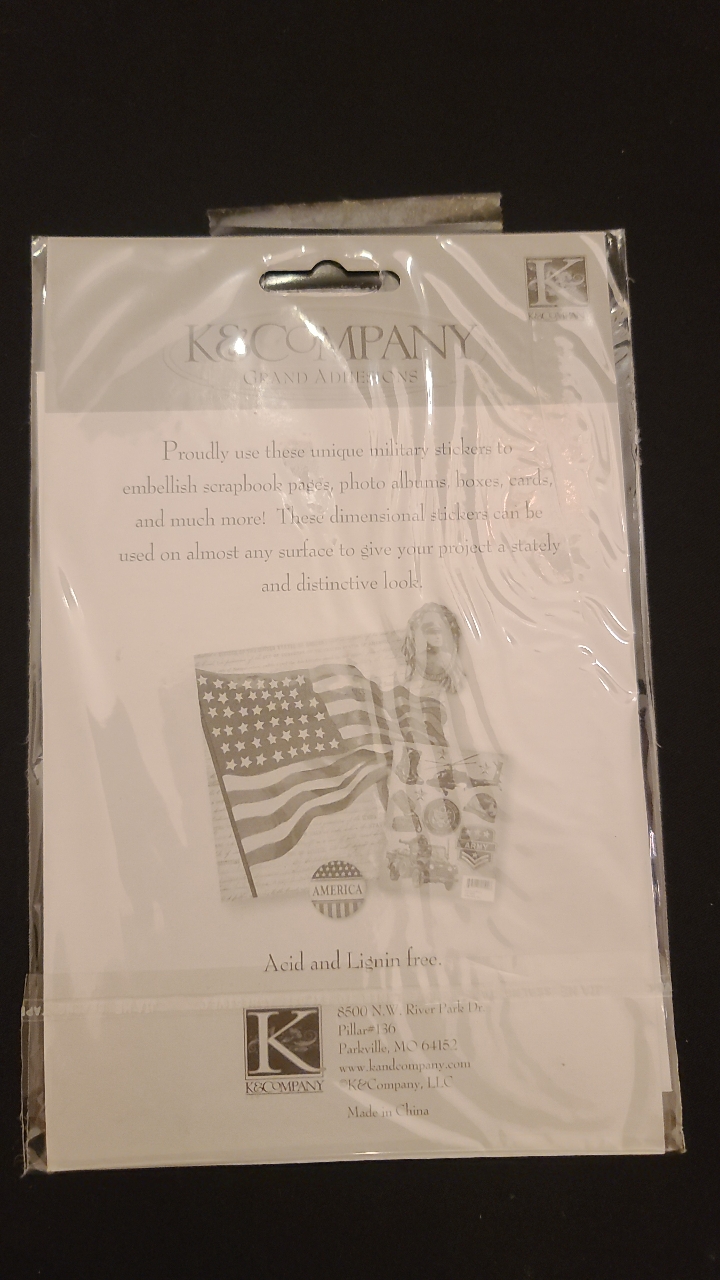 K&COMPANY
K&COMPANY
GRAND ADHESIONS
Proudly use these unique military stickers to
embellish scrapbook pages, photo albums, boxes, cards,
and much more! These dimensional stickers can be
used on almost any surface to give your project a stately
and distinctive look.
ARMY
AMERICA
Acid and Lignin free.
K
K&COMPANY
8500 N.W. River Park Dr.
Pillar#136
Parkville, MO 64152
www.kandcompany.com
©K&Company, LLC
Made in China